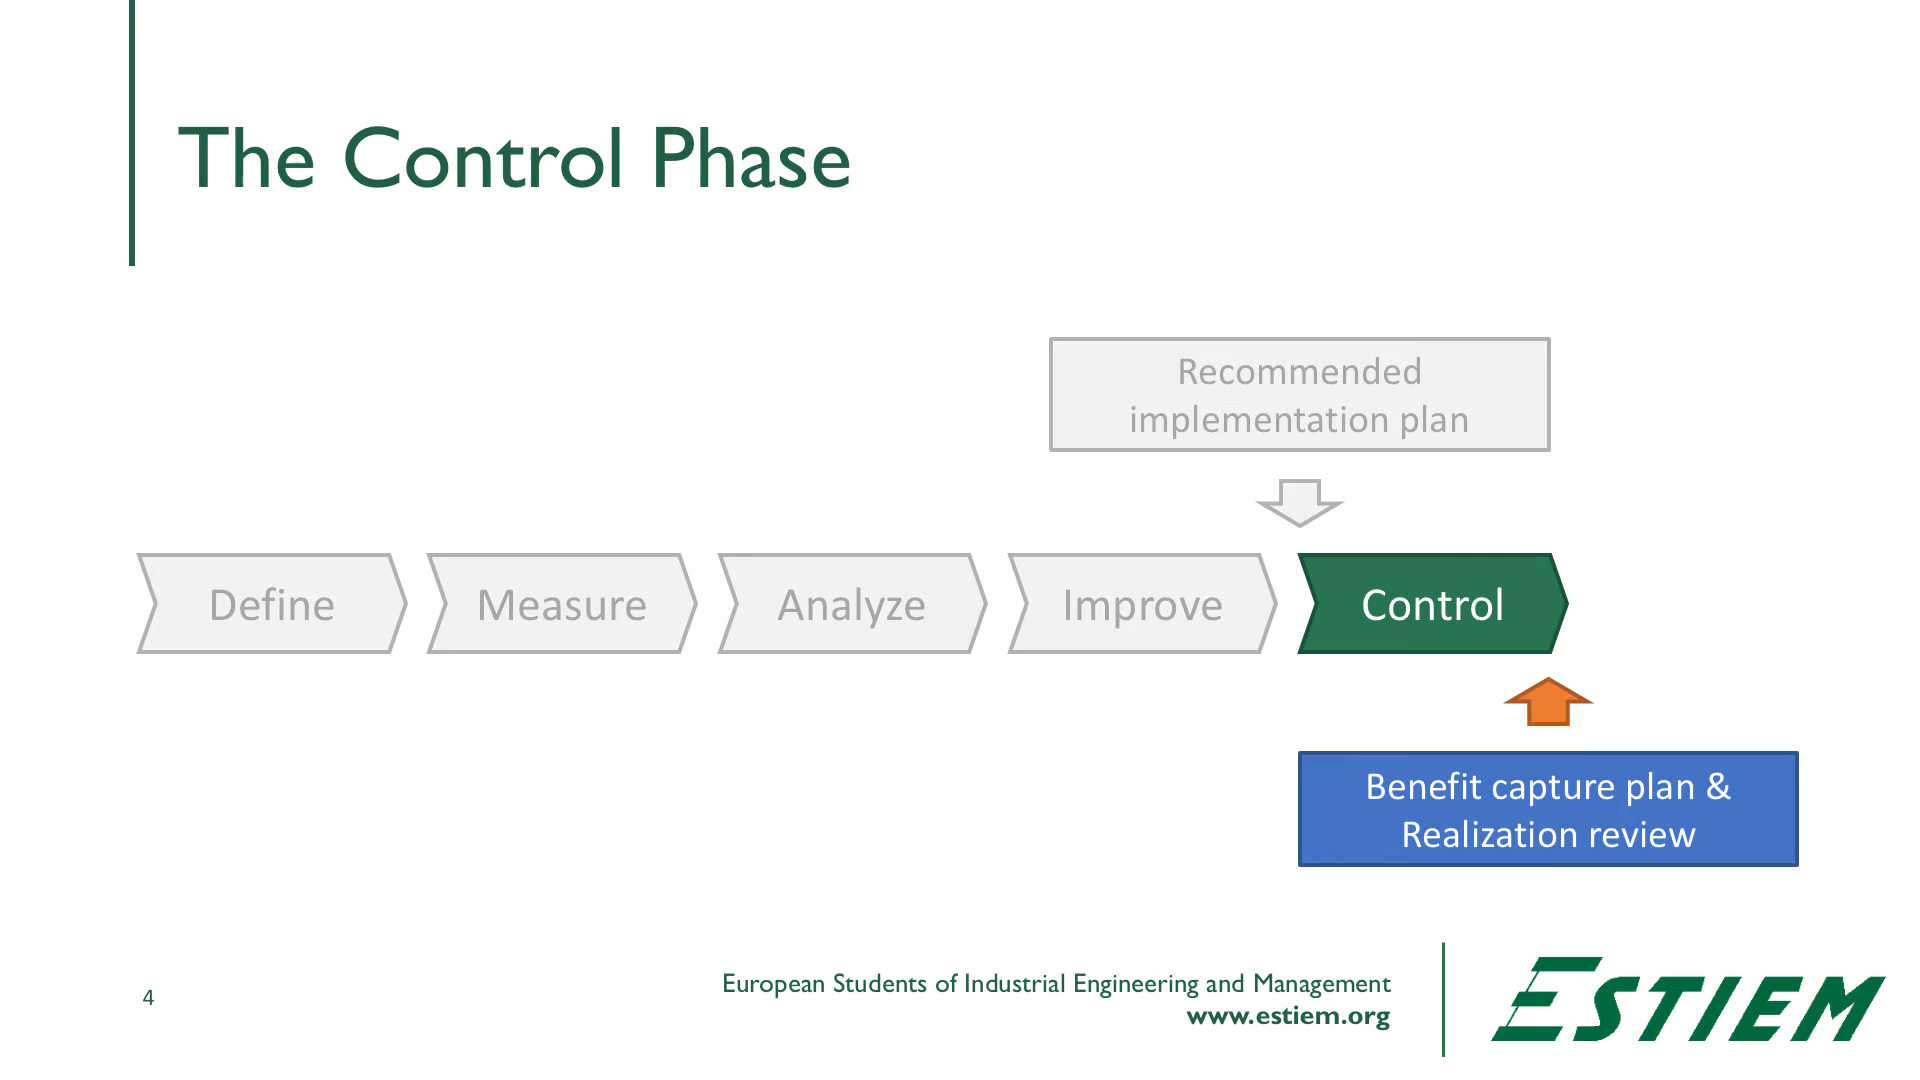 The Control Phase
Recommended
implementation plan
Define
Measure
Analyze
Improve
Control
Benefit capture plan &
Realization review
4
European Students of Industrial Engineering and Management
www.estiem.org
ESTIEM